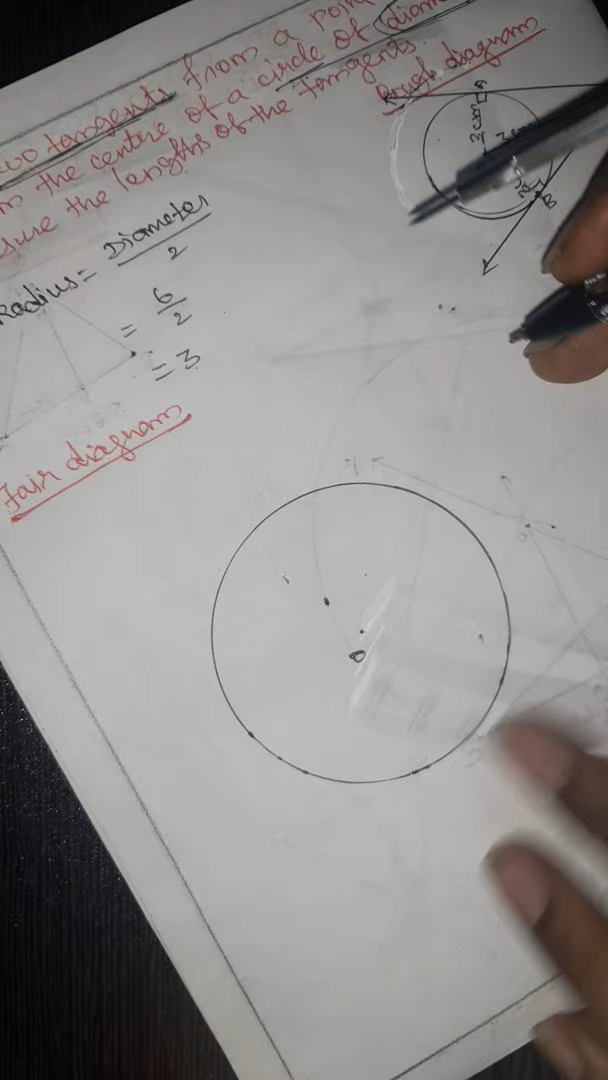 two tangents from a point
the centre of a circle of diam
sure the lengths of the tangents.
Rough diagram
A
3 cm
B
Radius = Diameter
2
= 6
2
= 3
Fair diagram
O